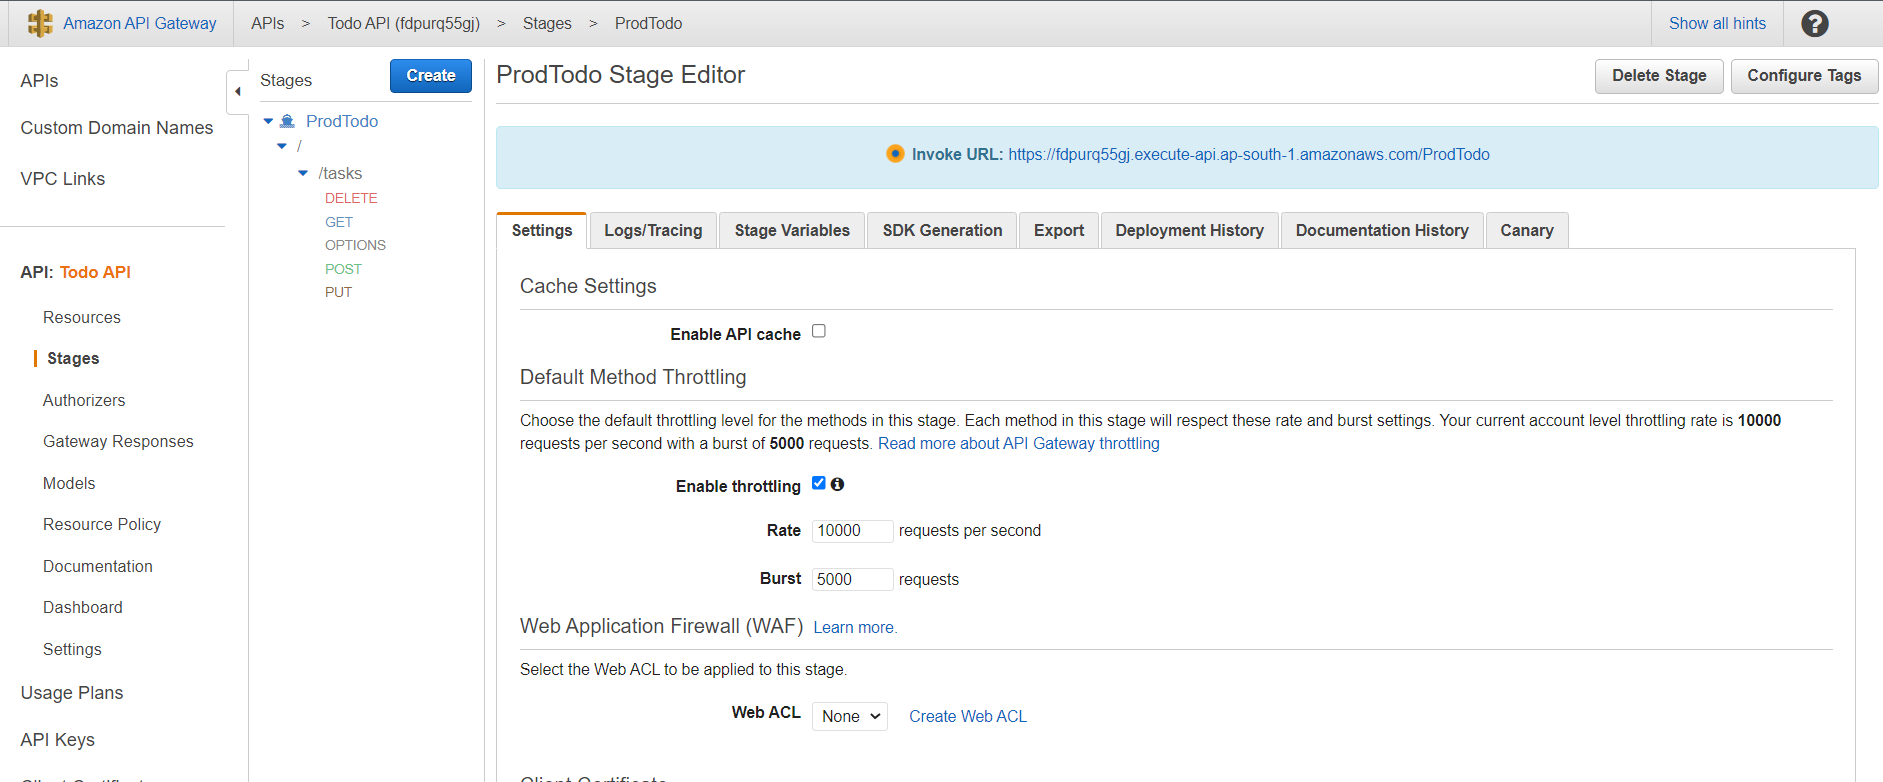 Amazon API Gateway APIs > Todo API (fdpurq55gj) > Stages > ProdTodo Show all hints ?
APIs
Custom Domain Names
VPC Links
API: Todo API
Resources
Stages
Authorizers
Gateway Responses
Models
Resource Policy
Documentation
Dashboard
Settings
Usage Plans
API Keys
Stages Create
ProdTodo
/
/tasks
DELETE
GET
OPTIONS
POST
PUT
ProdTodo Stage Editor Delete Stage Configure Tags
Invoke URL: https://fdpurq55gj.execute-api.ap-south-1.amazonaws.com/ProdTodo
Settings Logs/Tracing Stage Variables SDK Generation Export Deployment History Documentation History Canary
Cache Settings
Enable API cache
Default Method Throttling
Choose the default throttling level for the methods in this stage. Each method in this stage will respect these rate and burst settings. Your current account level throttling rate is 10000
requests per second with a burst of 5000 requests. Read more about API Gateway throttling
Enable throttling
Rate 10000 requests per second
Burst 5000 requests
Web Application Firewall (WAF) Learn more.
Select the Web ACL to be applied to this stage.
Web ACL None Create Web ACL
Client Certificate